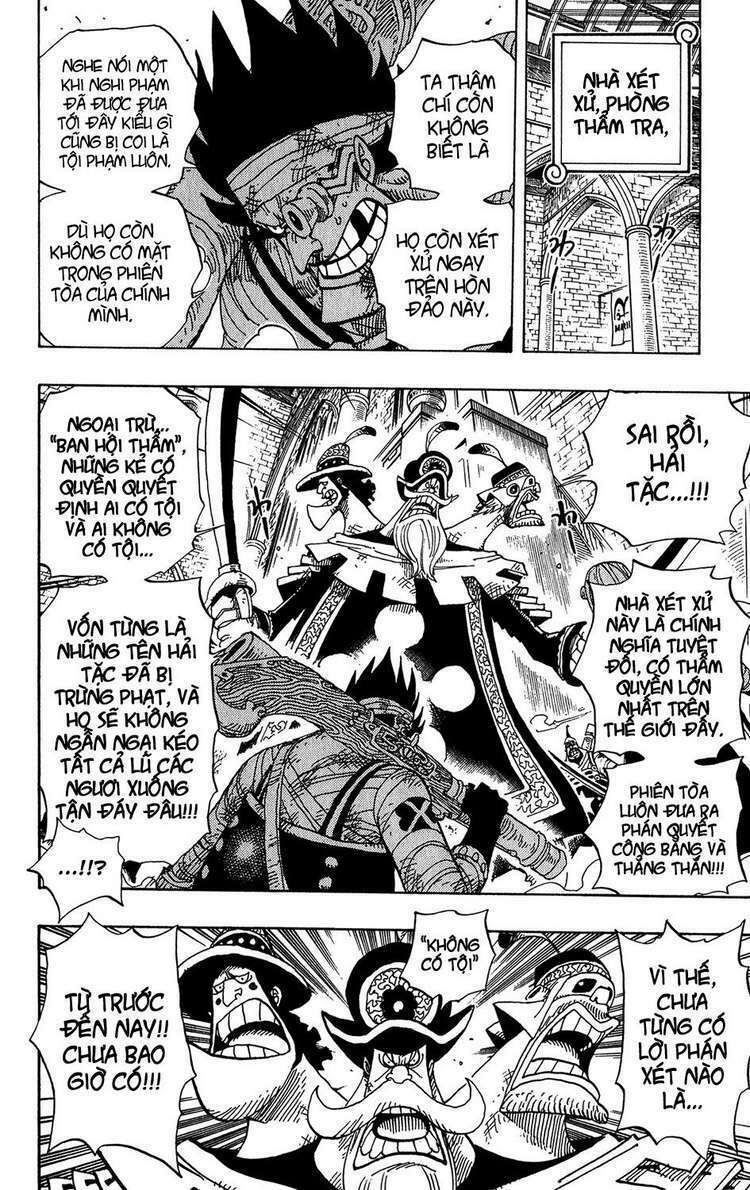 NHÀ XÉT
XỬ, PHÒNG
THẨM TRA,
TA THẬM
CHÍ CÒN
KHÔNG
BIẾT LÀ
HỌ CÒN XÉT
XỬ NGAY
TRÊN HÒN
ĐẢO NÀY.
NGHE NÓI MỘT
KHI NGHI PHẠM
ĐÃ ĐƯỢC ĐƯA
TỚI ĐÂY KIỂU GÌ
CŨNG BỊ COI LÀ
TỘI PHẠM LUÔN.
DÙ HỌ CÒN
KHÔNG CÓ MẶT
TRONG PHIÊN
TÒA CỦA CHÍNH
MÌNH.
SAI RỒI,
HẢI
TẶC...!!!
NHÀ XÉT XỬ
NÀY LÀ CHÍNH
NGHĨA TUYỆT
ĐỐI, CÓ THẨM
QUYỀN LỚN
NHẤT TRÊN
THẾ GIỚI ĐẤY.
PHIÊN TÒA
LUÔN ĐƯA RA
PHÁN QUYẾT
CÔNG BẰNG VÀ
THẲNG THẮN!!!
NGOẠI TRỪ...
"BAN HỘI THẨM",
NHỮNG KẺ CÓ
QUYỀN QUYẾT
ĐỊNH AI CÓ TỘI
VÀ AI KHÔNG
CÓ TỘI...
VỐN TỪNG LÀ
NHỮNG TÊN HẢI
TẶC ĐÃ BỊ
TRỪNG PHẠT, VÀ
HỌ SẼ KHÔNG
NGẦN NGẠI KÉO
TẤT CẢ LŨ CÁC
NGƯƠI XUỐNG
TẬN ĐÁY ĐÂU!!!
...!!?
VÌ THẾ,
CHƯA
TỪNG CÓ
LỜI PHÁN
XÉT NÀO
LÀ...
"KHÔNG
CÓ TỘI"
TỪ TRƯỚC
ĐẾN NAY!!
CHƯA BAO
GIỜ CÓ!!!